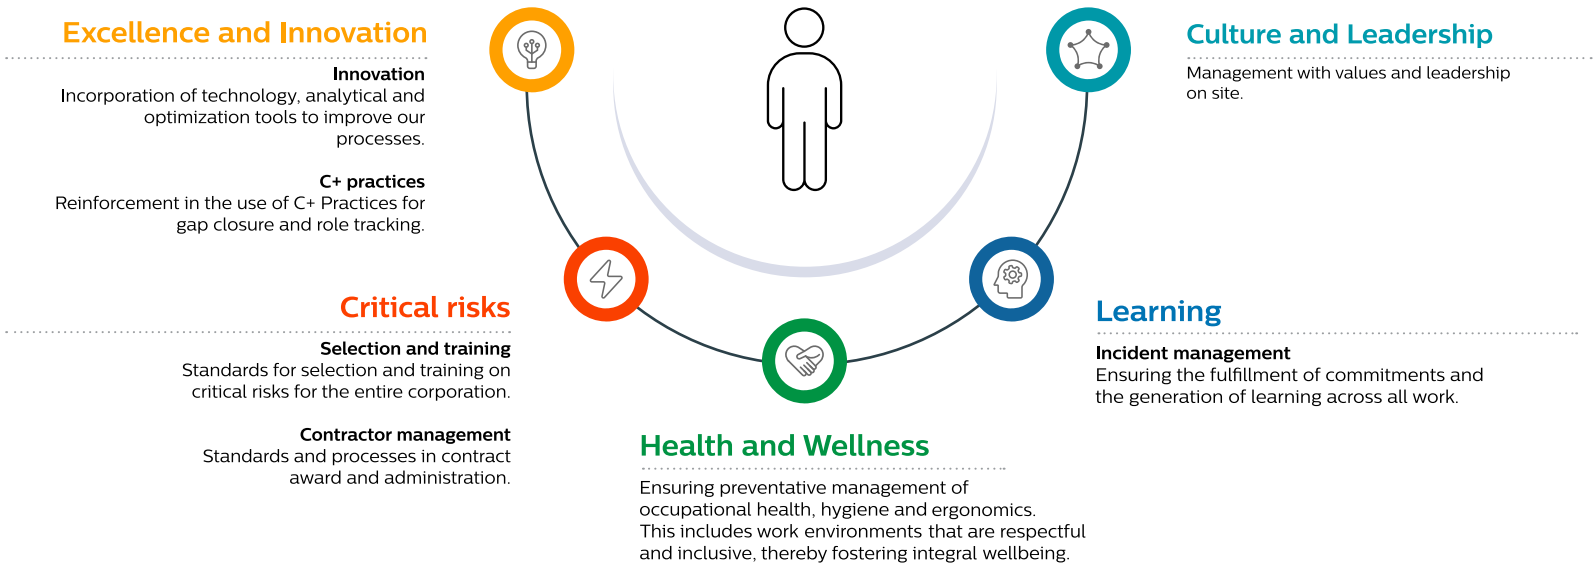 Excellence and Innovation
Innovation
Incorporation of technology, analytical and
optimization tools to improve our
processes.
C+ practices
Reinforcement in the use of C+ Practices for
gap closure and role tracking.
Critical risks
Selection and training
Standards for selection and training on
critical risks for the entire corporation.
Contractor management
Standards and processes in contract
award and administration.
Health and Wellness
Ensuring preventative management of
occupational health, hygiene and ergonomics.
This includes work environments that are respectful
and inclusive, thereby fostering integral wellbeing.
Learning
Incident management
Ensuring the fulfillment of commitments and
the generation of learning across all work.
Culture and Leadership
Management with values and leadership
on site.